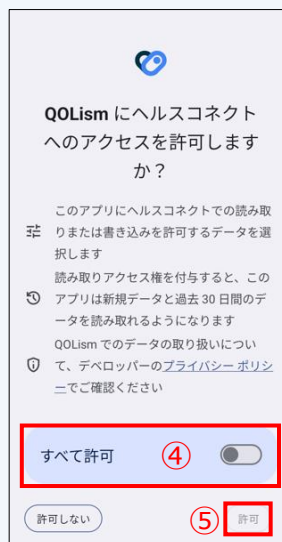 QOLism にヘルスコネクト
へのアクセスを許可します
か？
このアプリにヘルスコネクトでの読み取
りまたは書き込みを許可するデータを選
択します
読み取りアクセス権を付与すると、この
アプリは新規データと過去 30 日間のデ
ータを読み取れるようになります
QOLism でのデータの取り扱いについ
て、デベロッパーのプライバシー ポリシ
ーでご確認ください
すべて許可 ④
許可しない ⑤ 許可